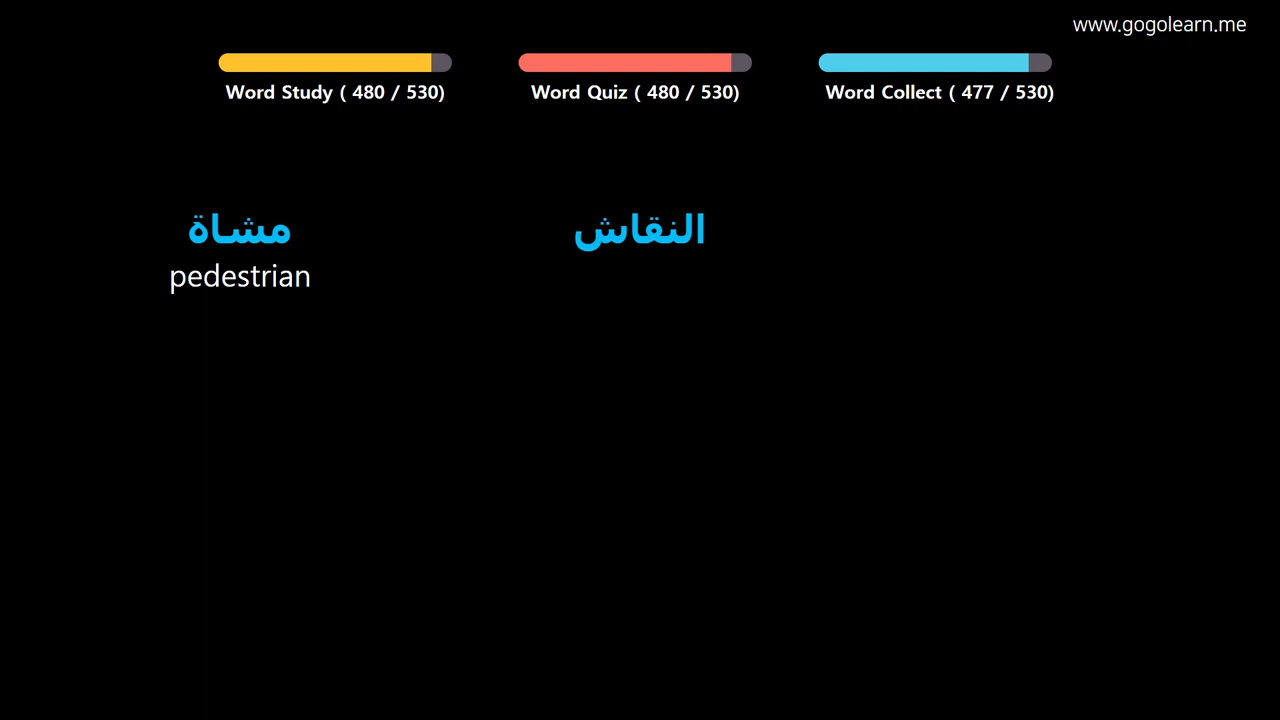 www.gogolearn.me
Word Study ( 480 / 530)
Word Quiz ( 480 / 530)
Word Collect ( 477 / 530)
مشاة
pedestrian
النقاش